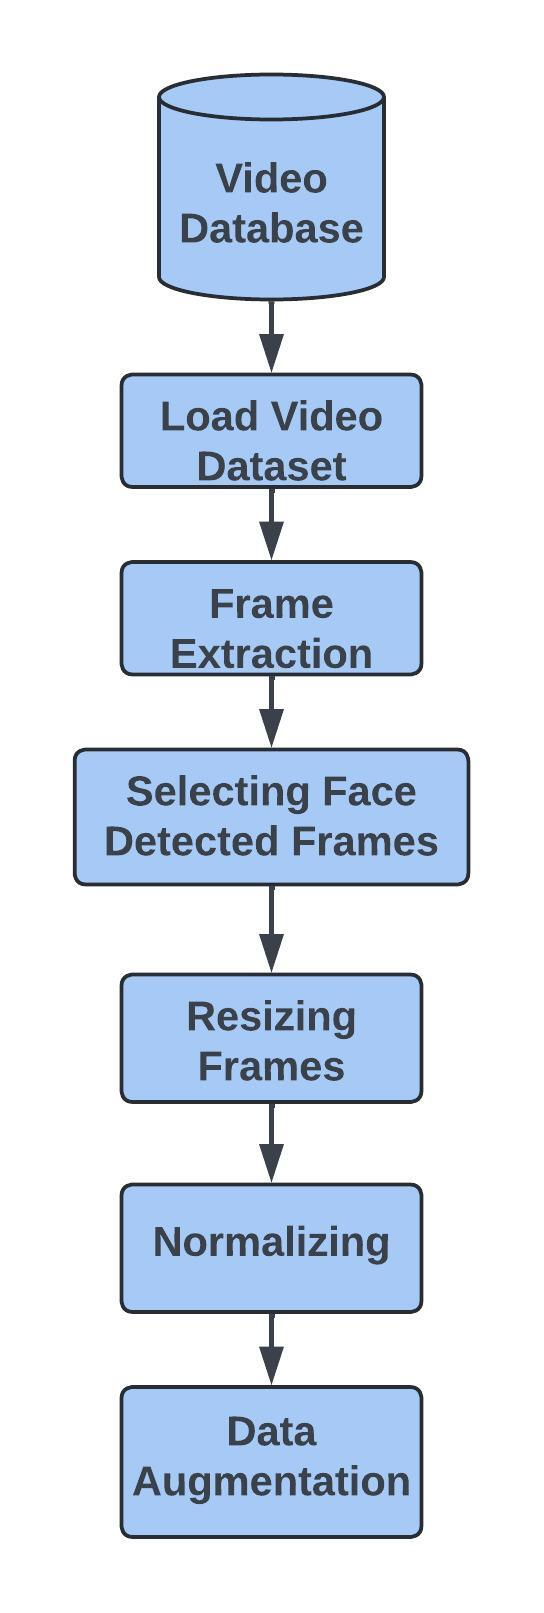 Video
Database
Load Video
Dataset
Frame
Extraction
Selecting Face
Detected Frames
Resizing
Frames
Normalizing
Data
Augmentation